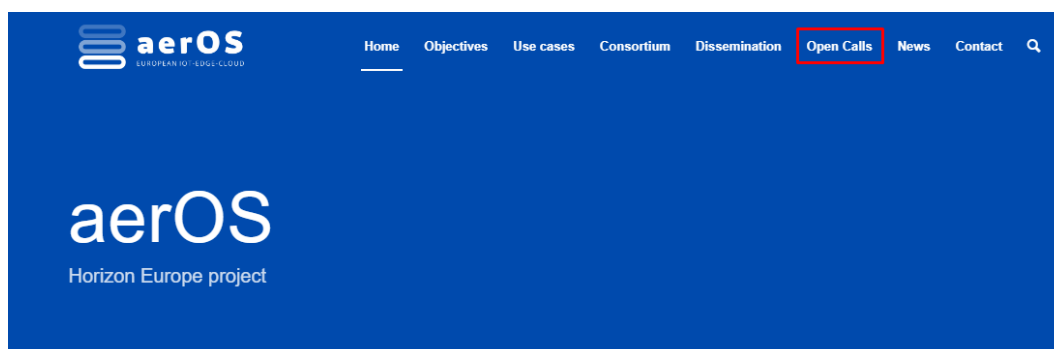 aerOS
EUROPEAN IOT-EDGE-CLOUD
Home Objectives Use cases Consortium Dissemination Open Calls News Contact
aerOS
Horizon Europe project